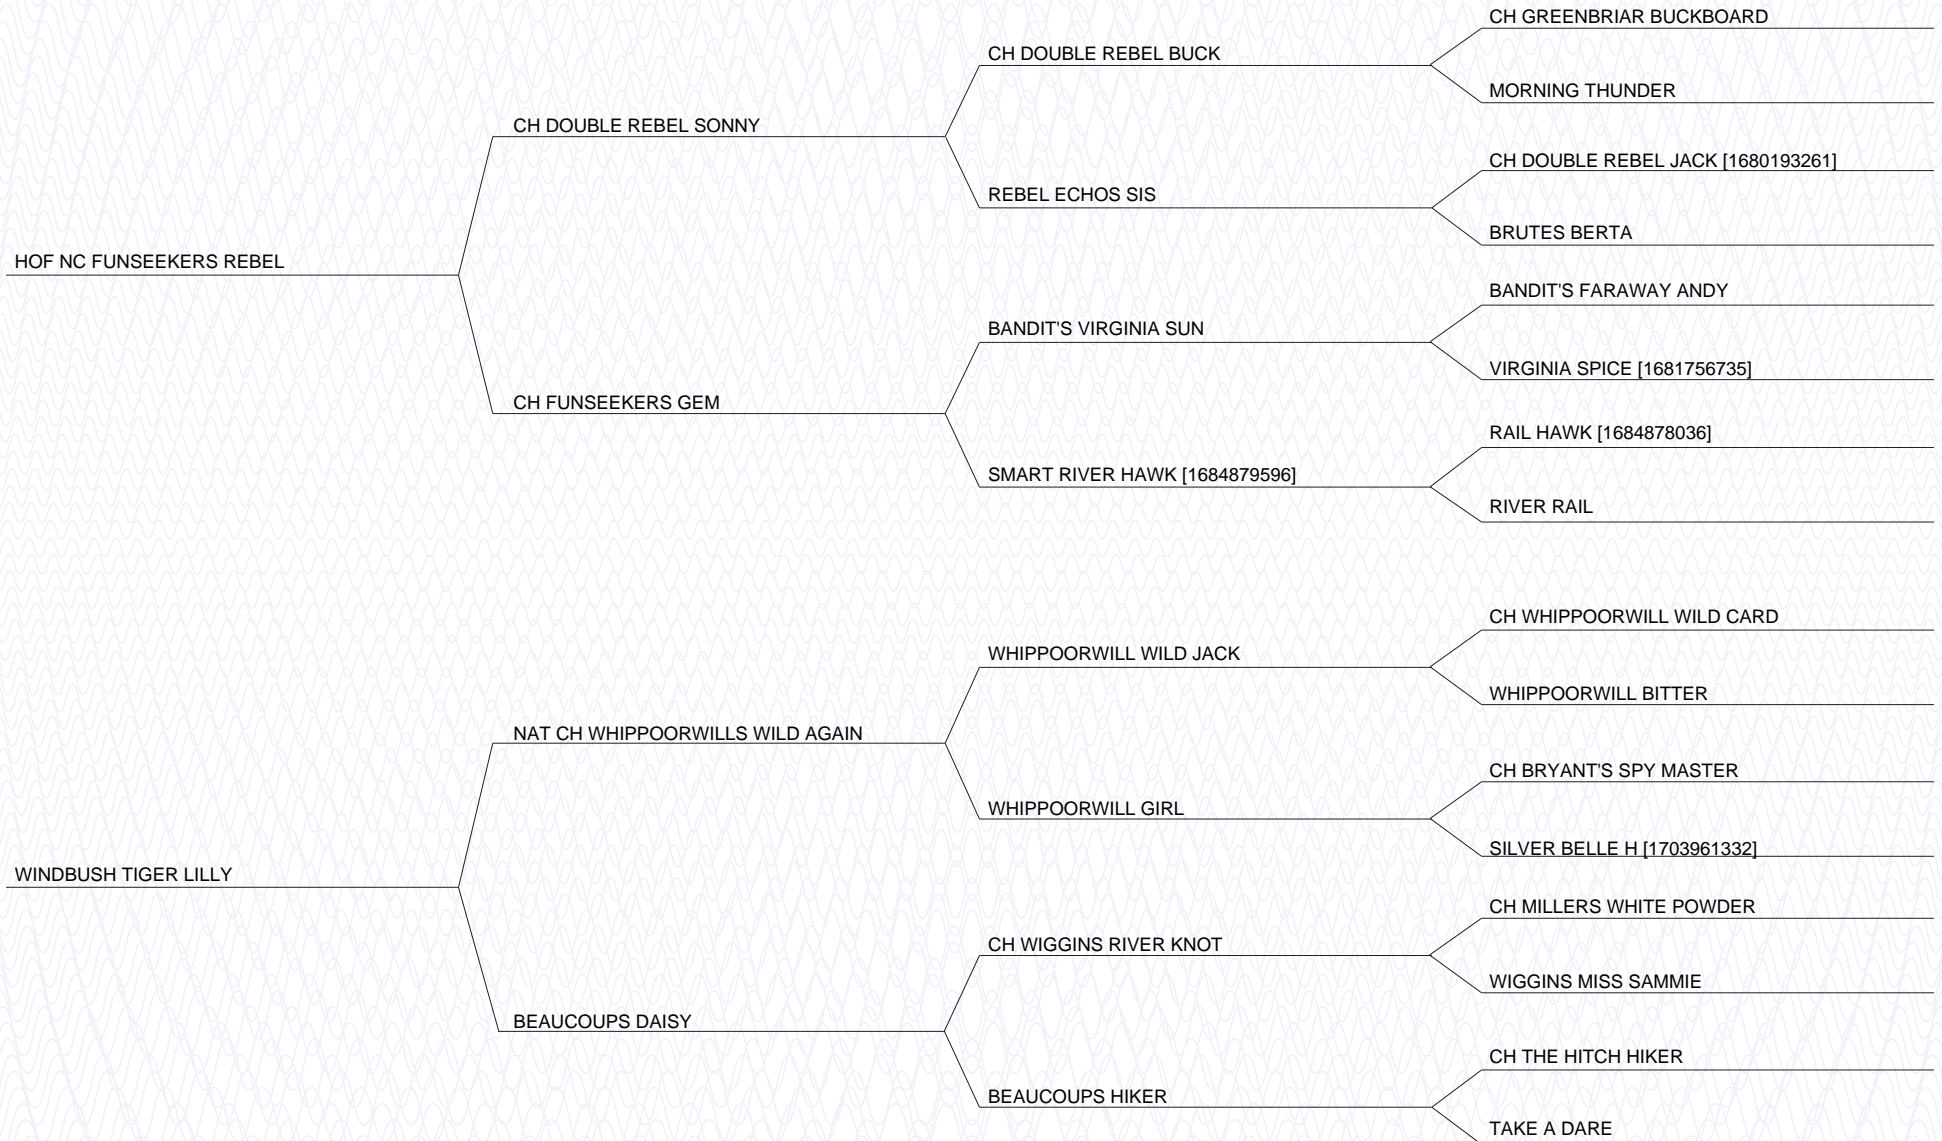 CH GREENBRIAR BUCKBOARD
CH DOUBLE REBEL BUCK
MORNING THUNDER
CH DOUBLE REBEL SONNY
CH DOUBLE REBEL JACK [1680193261]
REBEL ECHOS SIS
BRUTES BERTA
HOF NC FUNSEEKERS REBEL
BANDIT'S FARAWAY ANDY
BANDIT'S VIRGINIA SUN
VIRGINIA SPICE [1681756735]
CH FUNSEEKERS GEM
RAIL HAWK [1684878036]
SMART RIVER HAWK [1684879596]
RIVER RAIL
CH WHIPPOORWILL WILD CARD
WHIPPOORWILL WILD JACK
WHIPPOORWILL BITTER
NAT CH WHIPPOORWILLS WILD AGAIN
CH BRYANT'S SPY MASTER
WHIPPOORWILL GIRL
SILVER BELLE H [1703961332]
WINDBUSH TIGER LILLY
CH MILLERS WHITE POWDER
CH WIGGINS RIVER KNOT
WIGGINS MISS SAMMIE
BEAUCOUPS DAISY
CH THE HITCH HIKER
BEAUCOUPS HIKER
TAKE A DARE